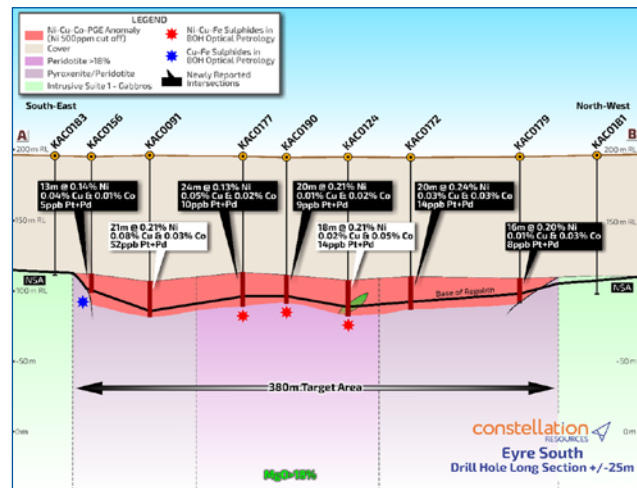 LEGEND
Ni-Cu-Co-PGE Anomaly
(Ni 500ppm cut off)
Cover
Peridotite >18%
Pyroxenite/Peridotite
Intrusive Suite 1 - Gabbros
Ni-Cu-Fe Sulphides in
BOH Optical Petrology
Cu-Fe Sulphides in
BOH Optical Petrology
Newly Reported
Intersections
South-East
North-West
A
B
KAC0183
KAC0156
KAC0091
KAC0177
KAC0190
KAC0124
KAC0172
KAC0179
KAC0181
200m RL
200m RL
13m @ 0.14% Ni
0.04% Cu & 0.01% Co
5ppb Pt+Pd
24m @ 0.13% Ni
0.05% Cu & 0.02% Co
10ppb Pt+Pd
20m @ 0.21% Ni
0.01% Cu & 0.02% Co
9ppb Pt+Pd
20m @ 0.24% Ni
0.03% Cu & 0.03% Co
14ppb Pt+Pd
21m @ 0.21% Ni
0.08% Cu & 0.03% Co
52ppb Pt+Pd
18m @ 0.21% Ni
0.02% Cu & 0.05% Co
14ppb Pt+Pd
16m @ 0.20% Ni
0.01% Cu & 0.03% Co
8ppb Pt+Pd
150m RL
150m RL
NSA
NSA
100m RL
100m RL
Base of Regolith
-50m
-50m
380m Target Area
0m
0m
constellation
RESOURCES
Eyre South
Drill Hole Long Section +/-25m
MgO>18%